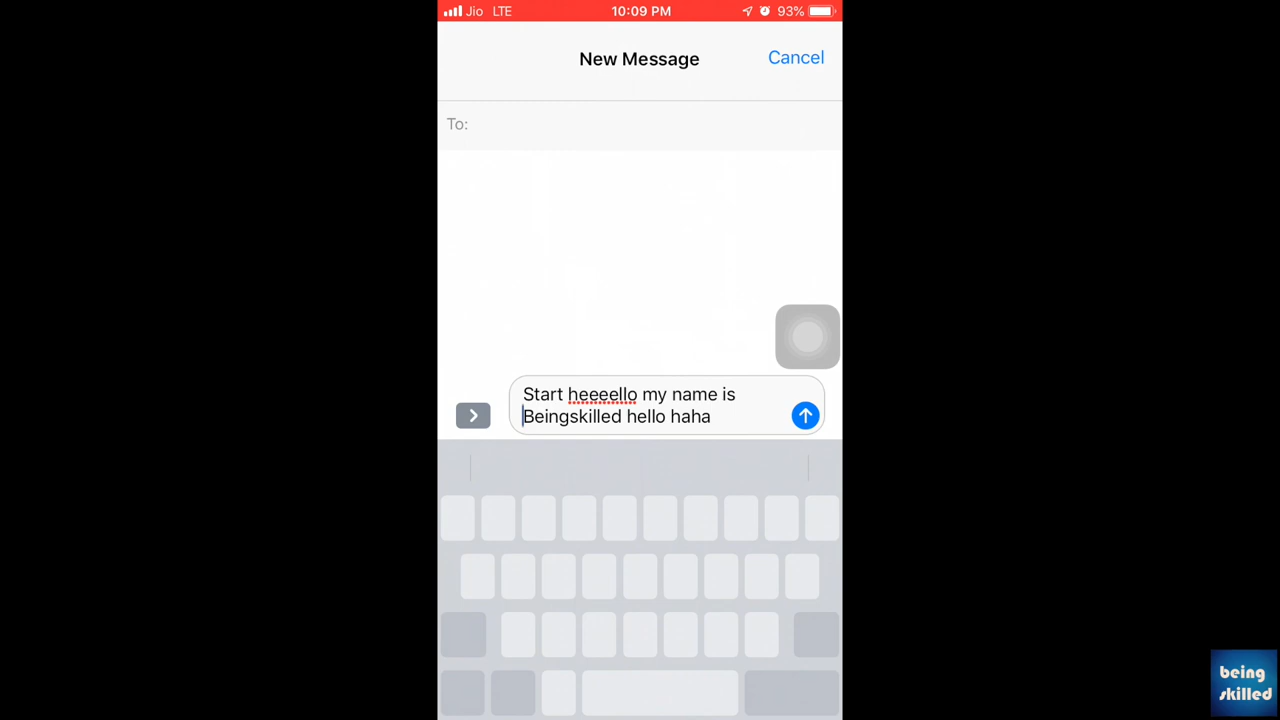 Jio LTE 10:09 PM 93%
New Message Cancel
To:
Start heeeello my name is
Beingskilled hello haha
being
skilled